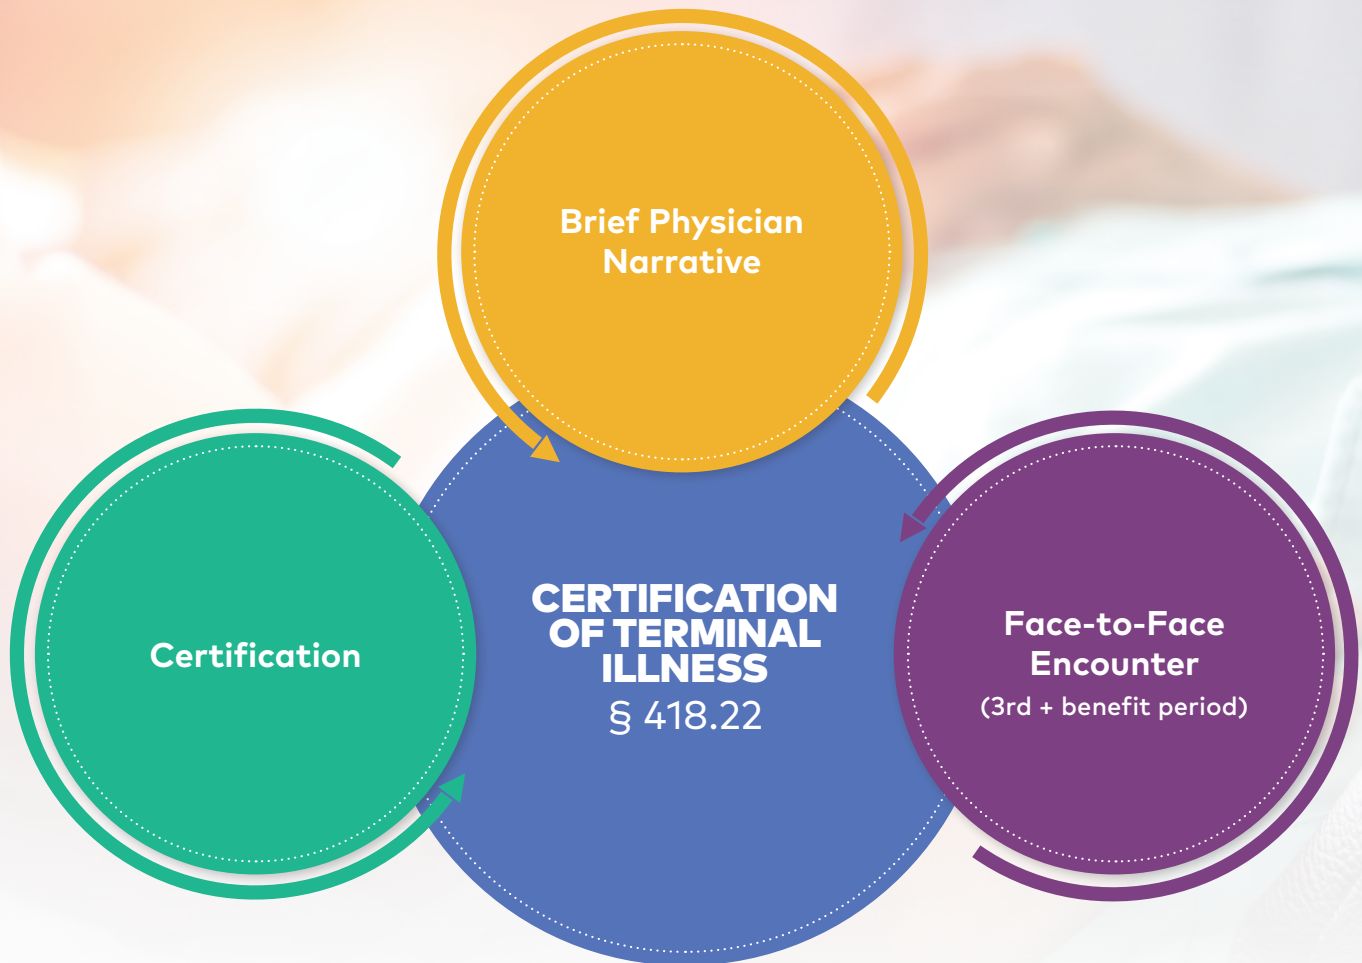 Brief Physician
Narrative
Certification
CERTIFICATION
OF TERMINAL
ILLNESS
§ 418.22
Face-to-Face
Encounter
(3rd + benefit period)